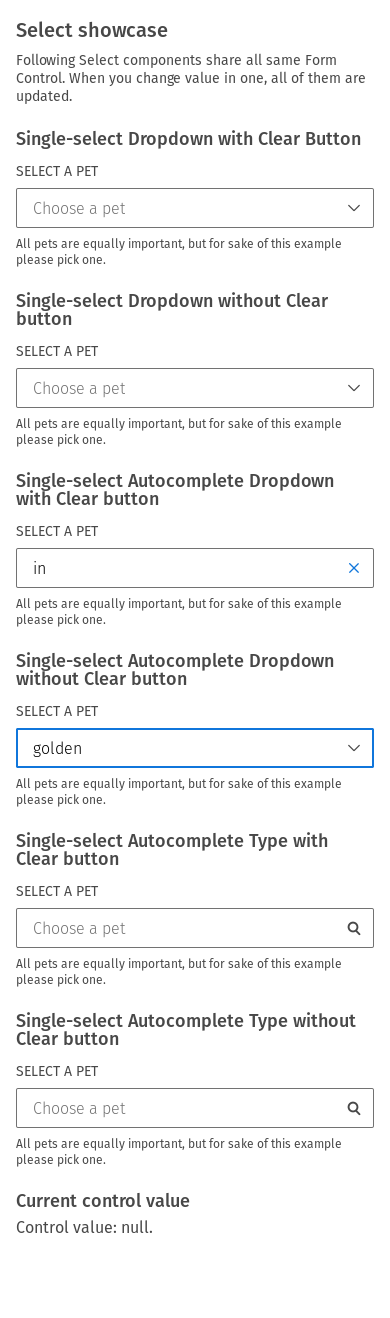 Select showcase
Following Select components share all same Form
Control. When you change value in one, all of them are
updated.
Single-select Dropdown with Clear Button
SELECT A PET
Choose a pet
All pets are equally important, but for sake of this example
please pick one.
Single-select Dropdown without Clear
button
SELECT A PET
Choose a pet
All pets are equally important, but for sake of this example
please pick one.
Single-select Autocomplete Dropdown
with Clear button
SELECT A PET
in
All pets are equally important, but for sake of this example
please pick one.
Single-select Autocomplete Dropdown
without Clear button
SELECT A PET
golden
All pets are equally important, but for sake of this example
please pick one.
Single-select Autocomplete Type with
Clear button
SELECT A PET
Choose a pet
All pets are equally important, but for sake of this example
please pick one.
Single-select Autocomplete Type without
Clear button
SELECT A PET
Choose a pet
All pets are equally important, but for sake of this example
please pick one.
Current control value
Control value: null.